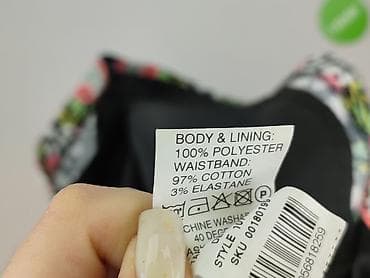 BODY & LINING:
100% POLYESTER
WAISTBAND:
97% COTTON
3% ELASTANE
P
40 DEG
STYLE
SKU